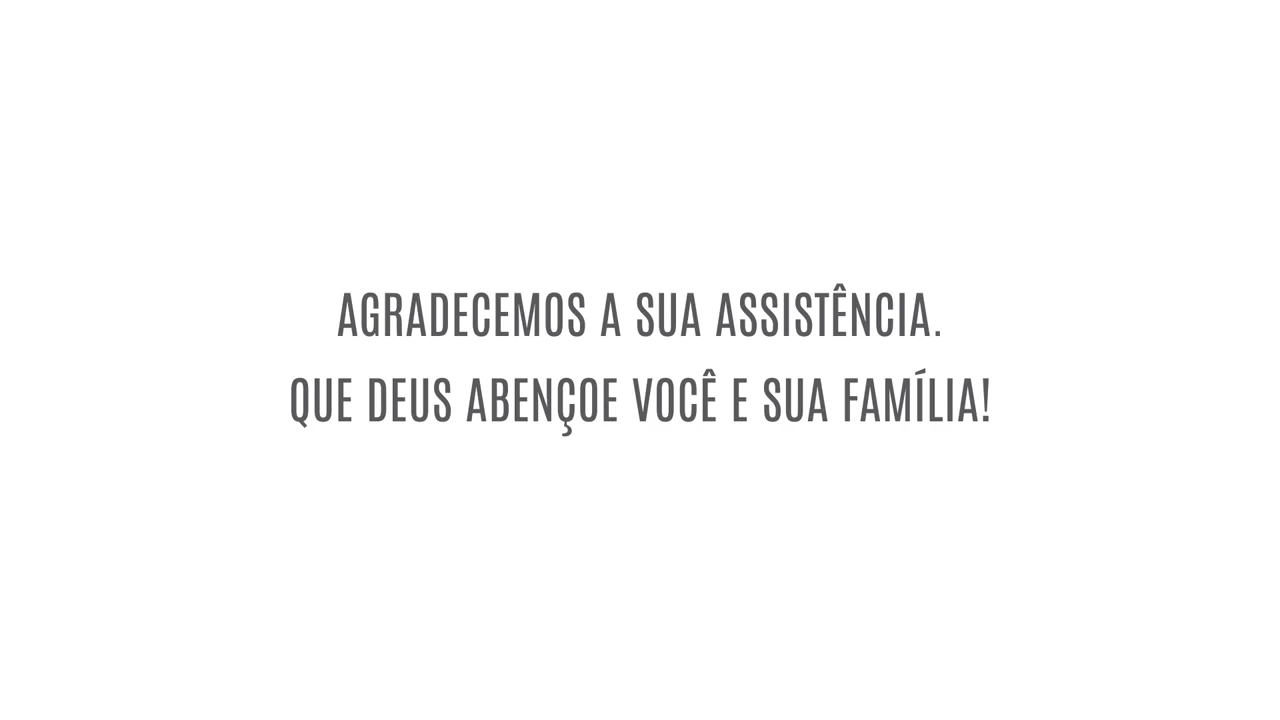 AGRADECEMOS A SUA ASSISTÊNCIA.
QUE DEUS ABENÇOE VOCÊ E SUA FAMÍLIA!